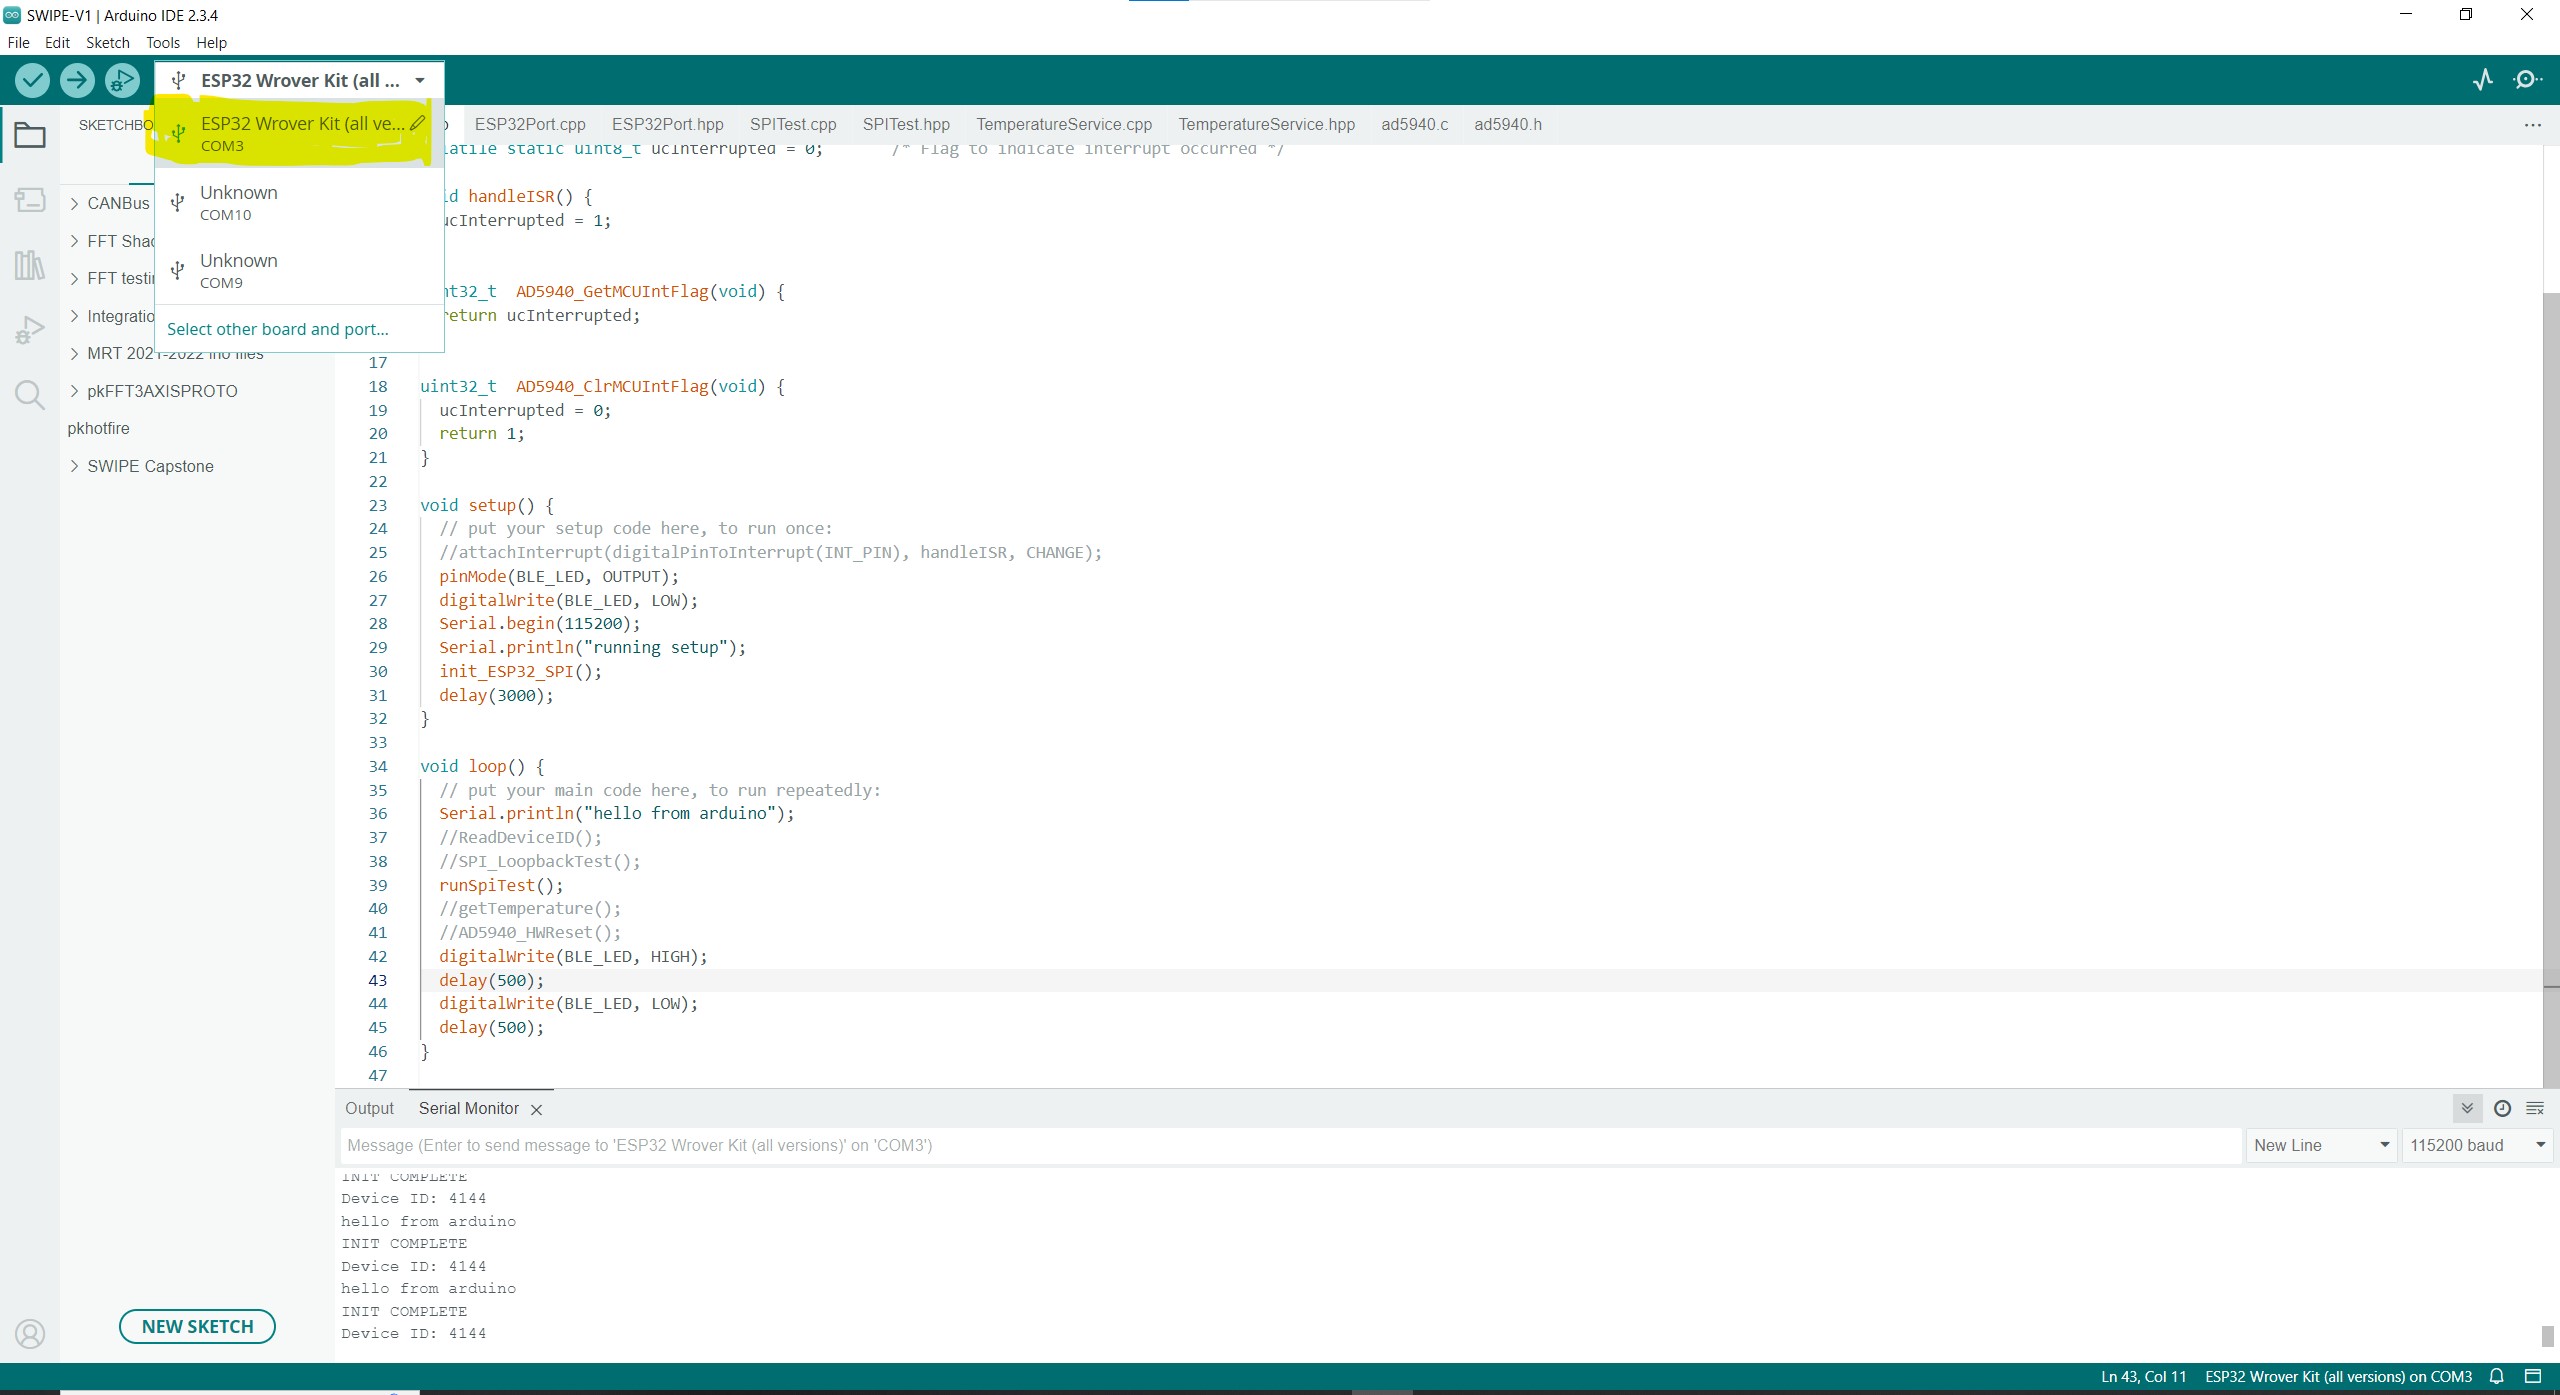 SWIPE-V1 | Arduino IDE 2.3.4
File Edit Sketch Tools Help
ESP32 Wrover Kit (all ...
ESP32 Wrover Kit (all ve...
COM3
Unknown
COM10
Unknown
COM9
Select other board and port...
ESP32Port.cpp ESP32Port.hpp SPITest.cpp SPITest.hpp TemperatureService.cpp TemperatureService.hpp ad5940.c ad5940.h
SKETCHBO
CANBus
FFT Shad
FFT testi
Integratio
MRT 2021-2022 ino files
pkFFT3AXISPROTO
pkhotfire
SWIPE Capstone
NEW SKETCH
latile static uint8_t ucInterrupted = 0; /* Flag to indicate interrupt occurred */
id handleISR() {
ucInterrupted = 1;
nt32_t AD5940_GetMCUIntFlag(void) {
return ucInterrupted;
17
18 uint32_t AD5940_ClrMCUIntFlag(void) {
19 ucInterrupted = 0;
20 return 1;
21 }
22
23 void setup() {
24 // put your setup code here, to run once:
25 //attachInterrupt(digitalPinToInterrupt(INT_PIN), handleISR, CHANGE);
26 pinMode(BLE_LED, OUTPUT);
27 digitalWrite(BLE_LED, LOW);
28 Serial.begin(115200);
29 Serial.println("running setup");
30 init_ESP32_SPI();
31 delay(3000);
32 }
33
34 void loop() {
35 // put your main code here, to run repeatedly:
36 Serial.println("hello from arduino");
37 //ReadDeviceID();
38 //SPI_LoopbackTest();
39 runSpiTest();
40 //getTemperature();
41 //AD5940_HWReset();
42 digitalWrite(BLE_LED, HIGH);
43 delay(500);
44 digitalWrite(BLE_LED, LOW);
45 delay(500);
46 }
47
Output Serial Monitor
Message (Enter to send message to 'ESP32 Wrover Kit (all versions)' on 'COM3')
New Line 115200 baud
INIT COMPLETE
Device ID: 4144
hello from arduino
INIT COMPLETE
Device ID: 4144
hello from arduino
INIT COMPLETE
Device ID: 4144
Ln 43, Col 11 ESP32 Wrover Kit (all versions) on COM3